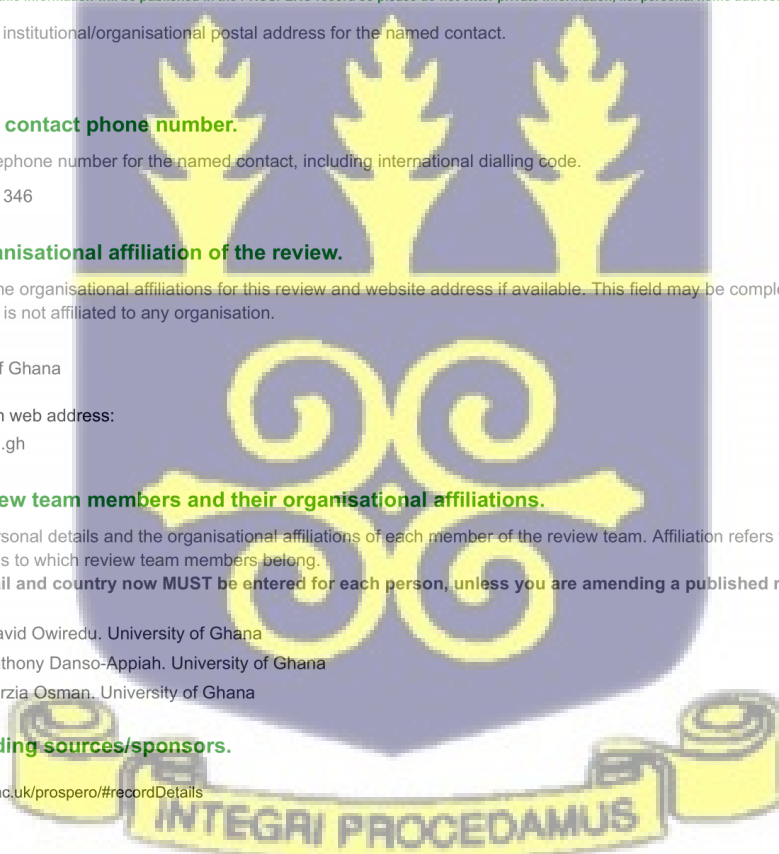 institutional/organisational postal address for the named contact.
contact phone number.
ephone number for the named contact, including international dialling code.
346
anisational affiliation of the review.
ne organisational affiliations for this review and website address if available. This field may be comple
is not affiliated to any organisation.
f Ghana
n web address:
.gh
ew team members and their organisational affiliations.
rsonal details and the organisational affiliations of each member of the review team. Affiliation refers
s to which review team members belong.
il and country now MUST be entered for each person, unless you are amending a published r
avid Owiredu. University of Ghana
thony Danso-Appiah. University of Ghana
rzia Osman. University of Ghana
ding sources/sponsors.
ac.uk/prospero/#recordDetails
INTEGRI PROCEDAMUS